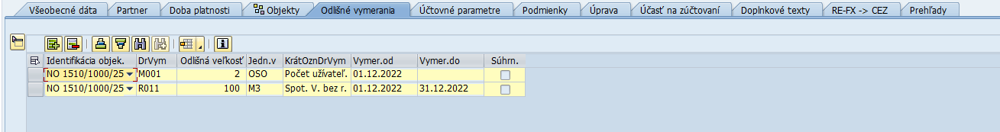 Všeobecné dáta Partner Doba platnosti Objekty Odlišné vymerania Účtovné parametre Podmienky Úprava Účasť na zúčtovaní Doplnkové texty RE-FX -> CEZ Prehľady
Identifikácia objek. DrVym Odlišná veľkosť Jedn.v KrátOznDrVym Vymer.od Vymer.do Súhrn.
NO 1510/1000/25 M001 2 OSO Počet užívateľ. 01.12.2022
NO 1510/1000/25 R011 100 M3 Spot. V. bez r. 01.12.2022 31.12.2022